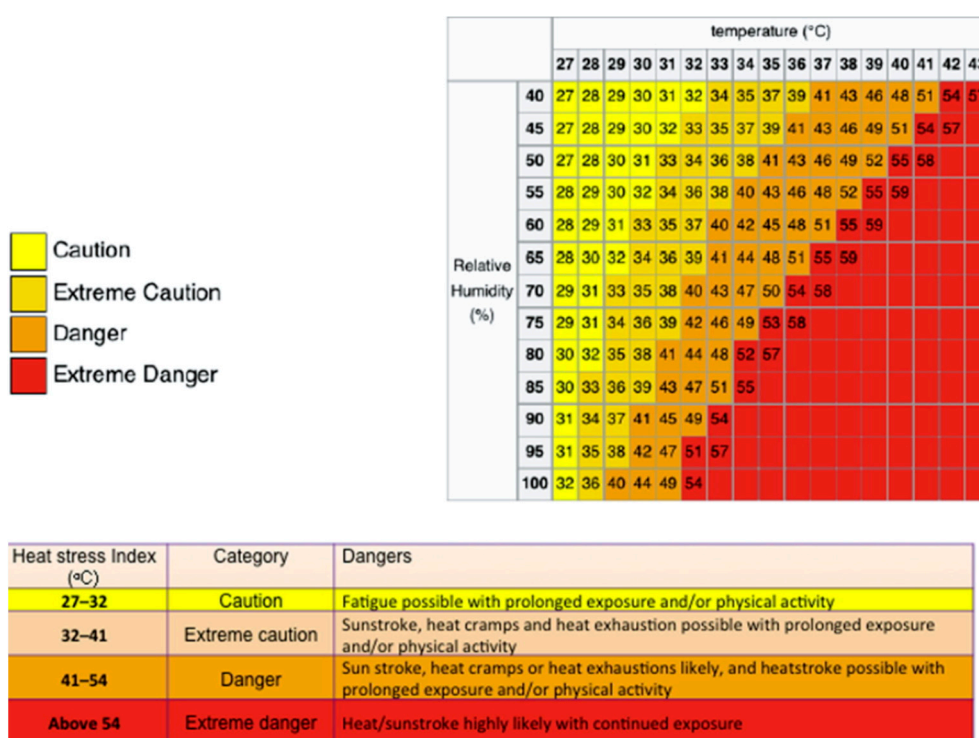 temperature (°C)
27 28 29 30 31 32 33 34 35 36 37 38 39 40 41 42
40 27 28 29 30 31 32 34 35 37 39 41 43 46 48 51 54
45 27 28 29 30 32 33 35 37 39 41 43 46 49 51 54 57
50 27 28 30 31 33 34 36 38 41 43 46 49 52 55 58
55 28 29 30 32 34 36 38 40 43 46 48 52 55 59
60 28 29 31 33 35 37 40 42 45 48 51 55 59
65 28 30 32 34 36 39 41 44 48 51 55 59
70 29 31 33 35 38 40 43 47 50 54 58
75 29 31 34 36 39 42 46 49 53 58
80 30 32 35 38 41 44 48 52 57
85 30 33 36 39 43 47 51 55
90 31 34 37 41 45 49 54
95 31 35 38 42 47 51 57
100 32 36 40 44 49 54
Relative
Humidity
(%)
Caution
Extreme Caution
Danger
Extreme Danger
Heat stress Index
(°C)
Category
Dangers
27–32 Caution Fatigue possible with prolonged exposure and/or physical activity
32–41 Extreme caution Sunstroke, heat cramps and heat exhaustion possible with prolonged exposure
and/or physical activity
41–54 Danger Sun stroke, heat cramps or heat exhaustions likely, and heatstroke possible with
prolonged exposure and/or physical activity
Above 54 Extreme danger Heat/sunstroke highly likely with continued exposure